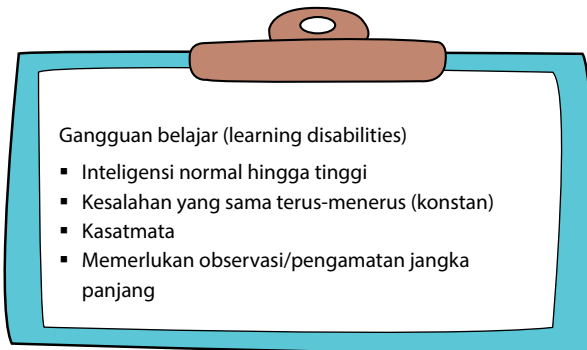 Gangguan belajar (learning disabilities)
▪ Inteligensi normal hingga tinggi
▪ Kesalahan yang sama terus-menerus (konstan)
▪ Kasatmata
▪ Memerlukan observasi/pengamatan jangka
panjang